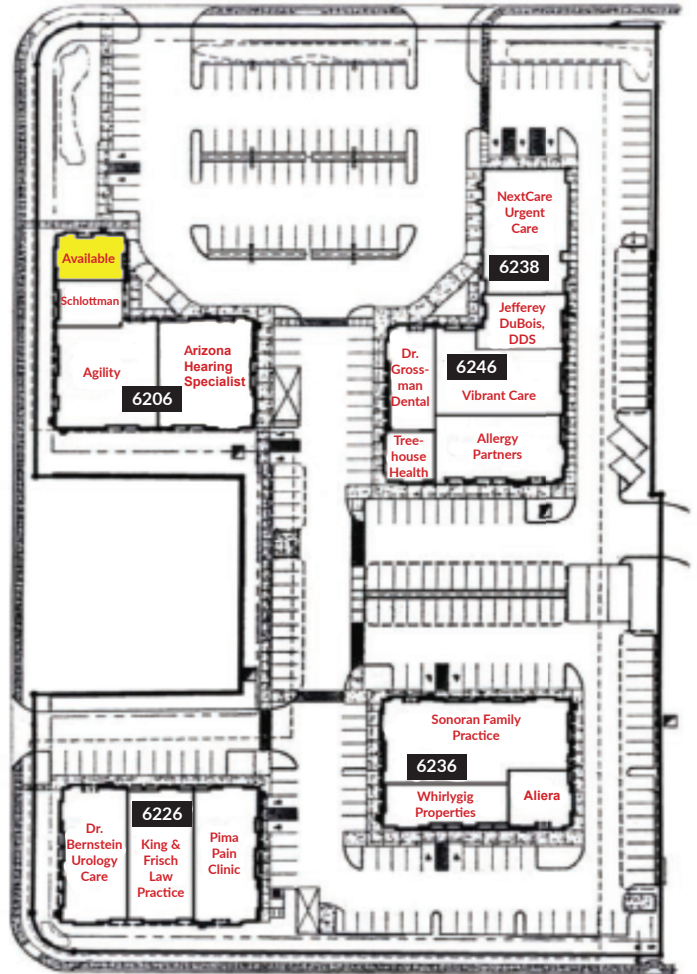 NextCare
Urgent
Care
6238
Available
Schlottman
Jefferey
DuBois,
DDS
Arizona
Hearing
Specialist
Agility
6206
Dr.
Gross-
man
Dental
6246
Vibrant Care
Tree-
house
Health
Allergy
Partners
Sonoran Family
Practice
6236
Whirlygig
Properties
Aliera
6226
Dr.
Bernstein
Urology
Care
King &
Frisch
Law
Practice
Pima
Pain
Clinic